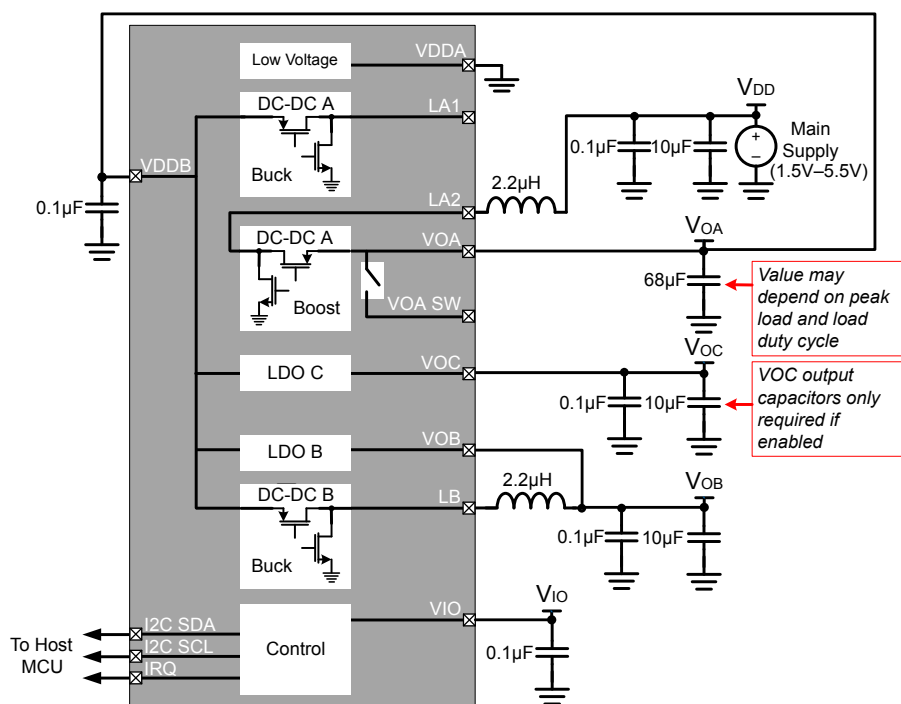 VDDA
Low Voltage
DC-DC A
LA1
Buck
VDDB
0.1µF
VDD
0.1µF
10µF
+
–
Main
Supply
(1.5V–5.5V)
2.2µH
LA2
DC-DC A
VOA
VOA
Boost
VOA SW
68µF
Value may
depend on peak
load and load
duty cycle
LDO C
VOC
VOC
0.1µF
10µF
VOC output
capacitors only
required if
enabled
LDO B
VOB
2.2µH
DC-DC B
LB
VOB
Buck
0.1µF
10µF
VIO
VIO
0.1µF
Control
I2C SDA
I2C SCL
IRQ
To Host
MCU